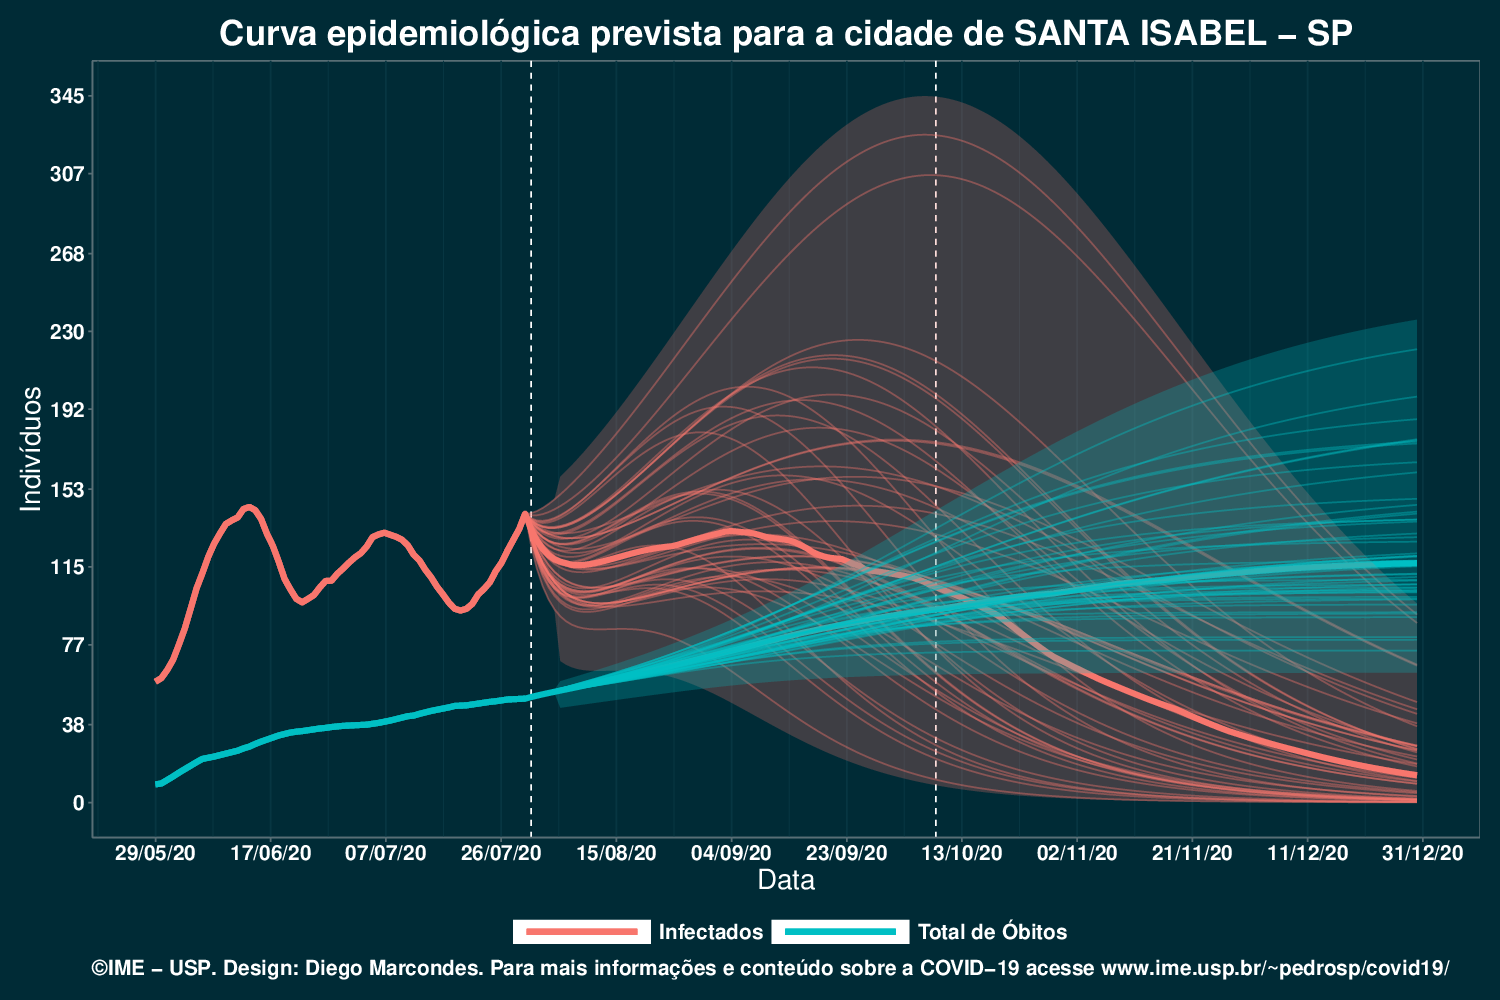 Curva epidemiológica prevista para a cidade de SANTA ISABEL – SP
Indivíduos
345
307
268
230
192
153
115
77
38
0
29/05/20 17/06/20 07/07/20 26/07/20 15/08/20 04/09/20 23/09/20 13/10/20 02/11/20 21/11/20 11/12/20 31/12/20
Data
Infectados Total de Óbitos
©IME – USP. Design: Diego Marcondes. Para mais informações e conteúdo sobre a COVID–19 acesse www.ime.usp.br/~pedrosp/covid19/